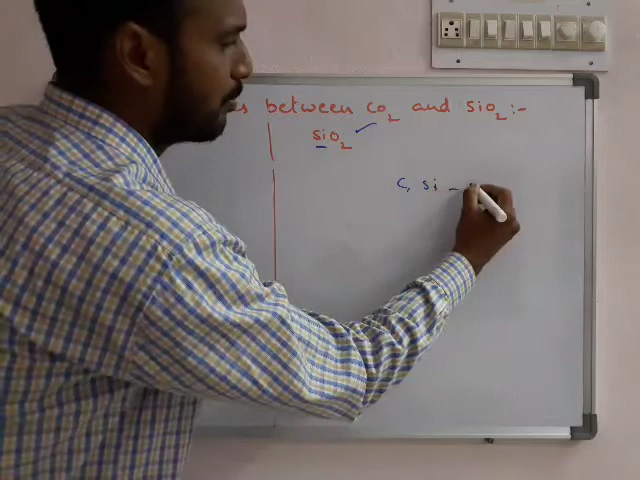 between CO₂ and SiO₂:-
SiO₂ ✓
C, Si -